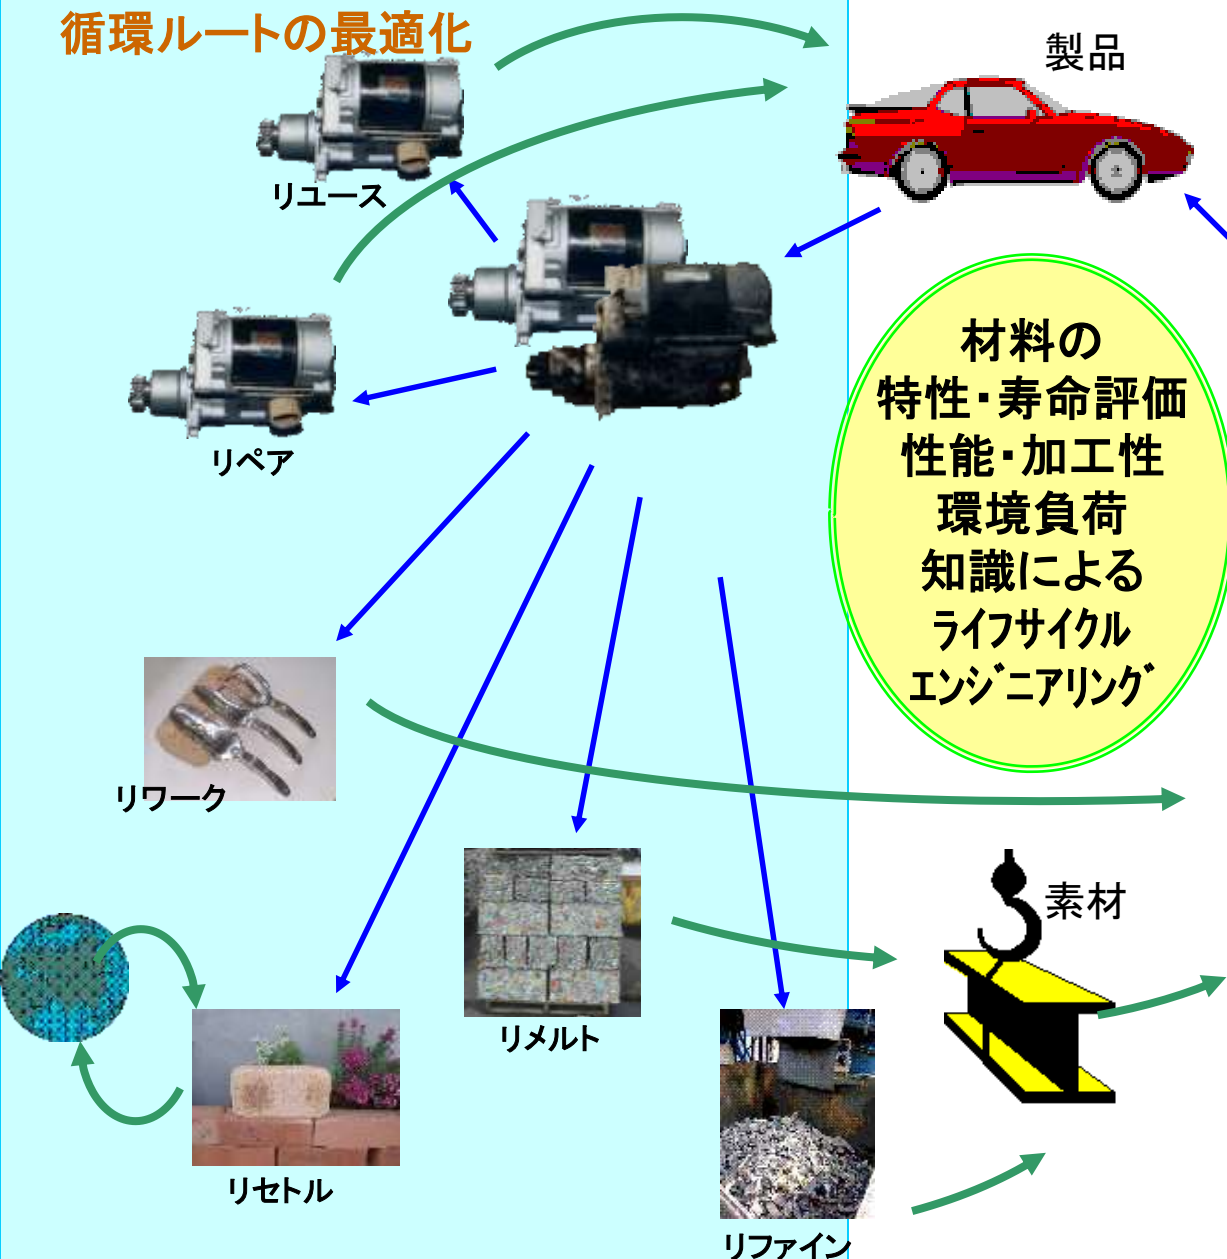 循環ルートの最適化
製品
リユース
材料の
特性・寿命評価
性能・加工性
環境負荷
知識による
ライフサイクル
エンジニアリング
リペア
リワーク
素材
リメルト
リセトル
リファイン